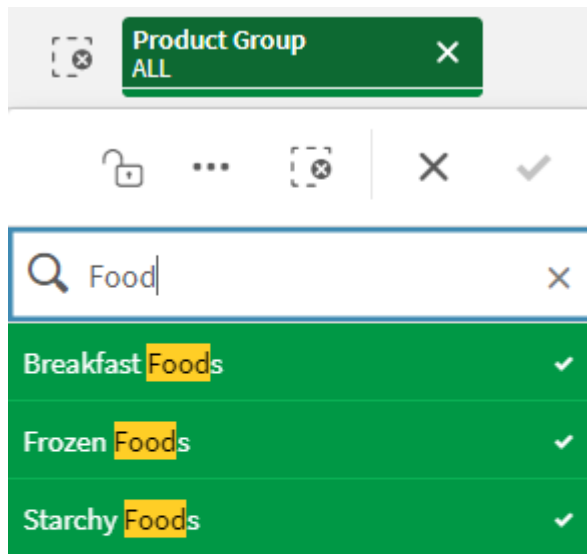 Product Group
ALL
Food
Breakfast Foods
Frozen Foods
Starchy Foods